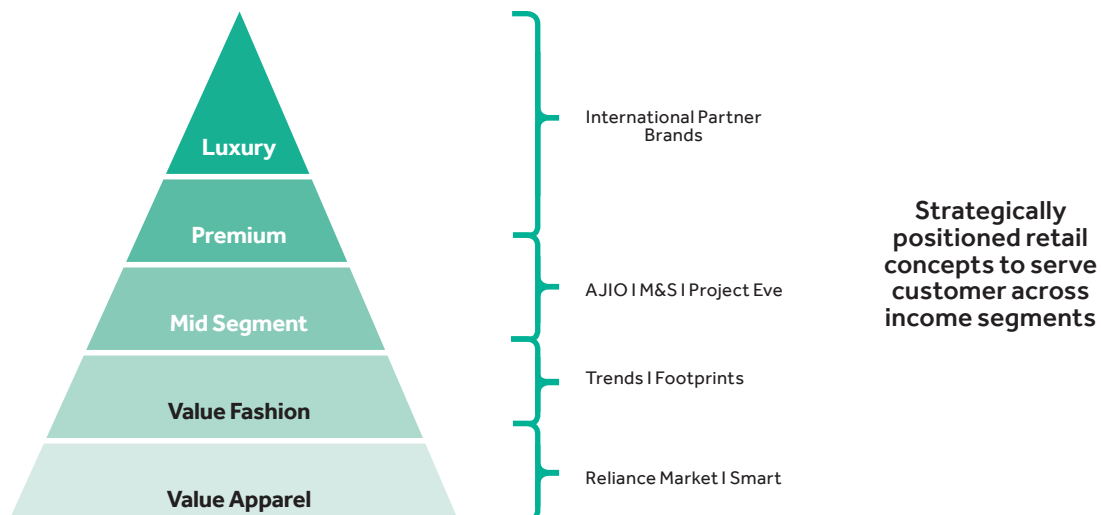 Luxury
Premium
Mid Segment
Value Fashion
Value Apparel
International Partner
Brands
AJIO I M&S I Project Eve
Trends I Footprints
Reliance Market I Smart
Strategically
positioned retail
concepts to serve
customer across
income segments